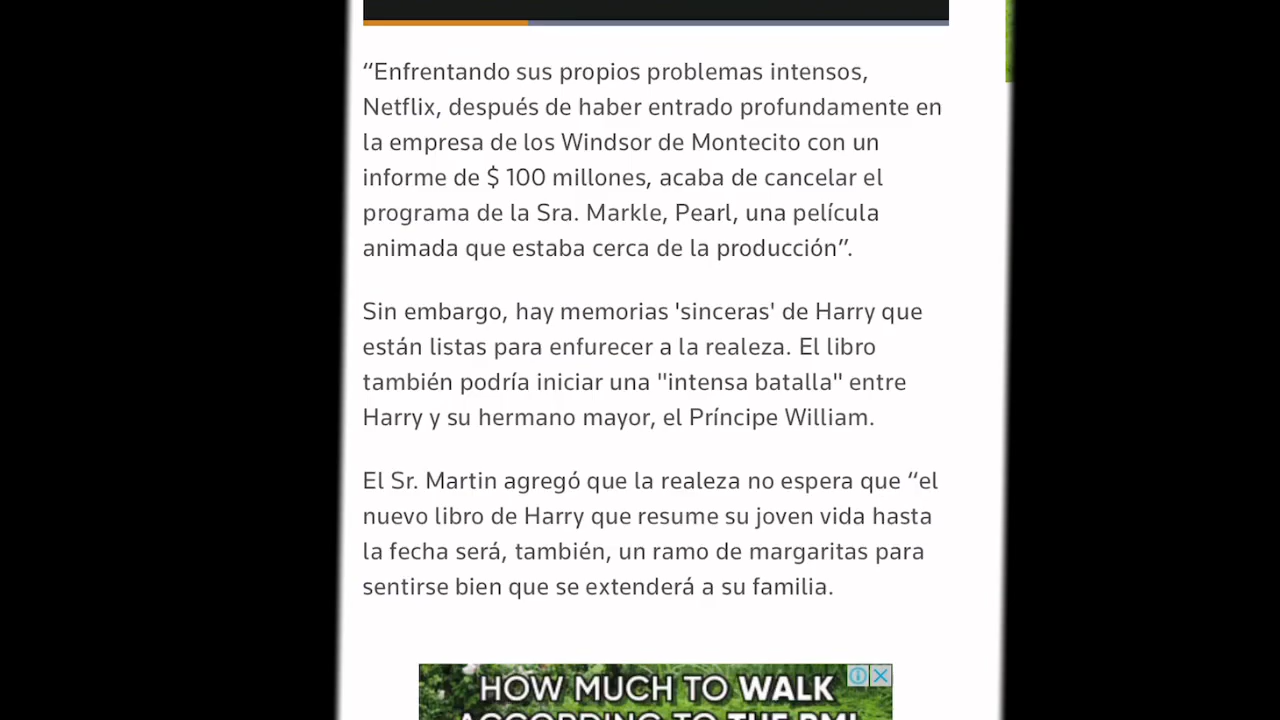 “Enfrentando sus propios problemas intensos,
Netflix, después de haber entrado profundamente en
la empresa de los Windsor de Montecito con un
informe de $ 100 millones, acaba de cancelar el
programa de la Sra. Markle, Pearl, una película
animada que estaba cerca de la producción”.
Sin embargo, hay memorias 'sinceras' de Harry que
están listas para enfurecer a la realeza. El libro
también podría iniciar una "intensa batalla" entre
Harry y su hermano mayor, el Príncipe William.
El Sr. Martin agregó que la realeza no espera que “el
nuevo libro de Harry que resume su joven vida hasta
la fecha será, también, un ramo de margaritas para
sentirse bien que se extenderá a su familia.
HOW MUCH TO WALK
ACCORDING TO THE BMI